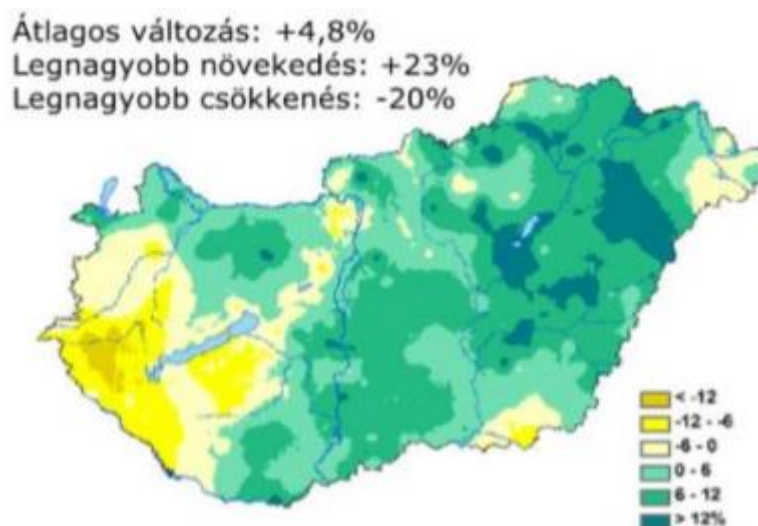 Átlagos változás: +4,8%
Legnagyobb növekedés: +23%
Legnagyobb csökkenés: -20%
< -12
-12 - -6
-6 - 0
0 - 6
6 - 12
> 12%